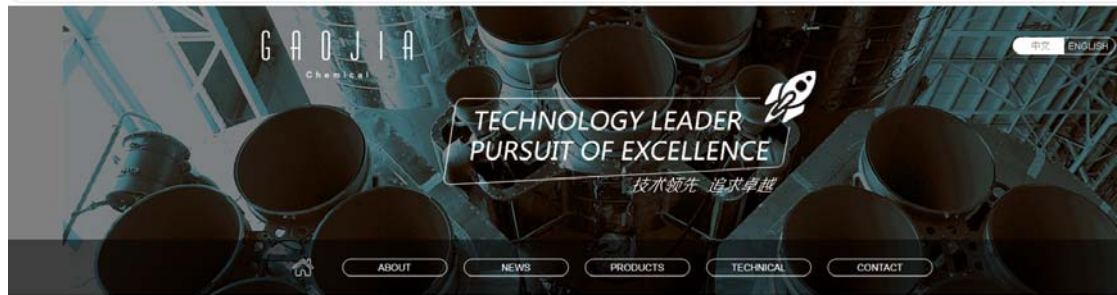 GAOJIA
Chemical
中文 ENGLISH
TECHNOLOGY LEADER
PURSUIT OF EXCELLENCE
技术领先 追求卓越
ABOUT NEWS PRODUCTS TECHNICAL CONTACT